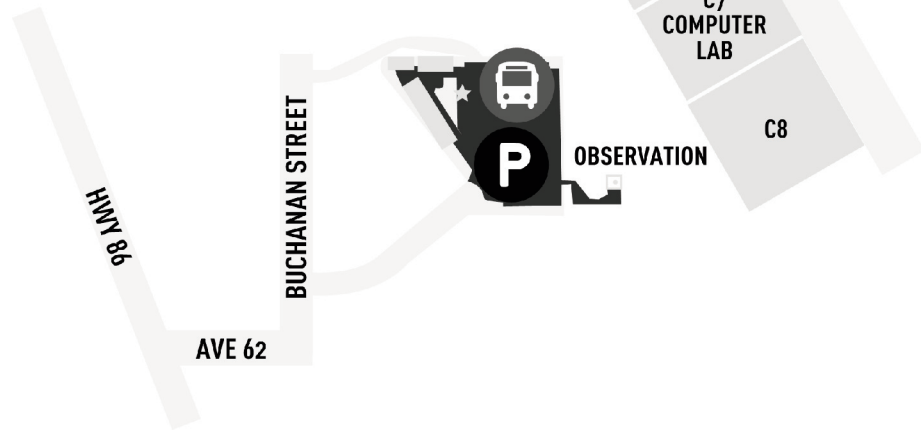 COMPUTER
LAB
C8
OBSERVATION
P
BUCHANAN STREET
HWY 86
AVE 62